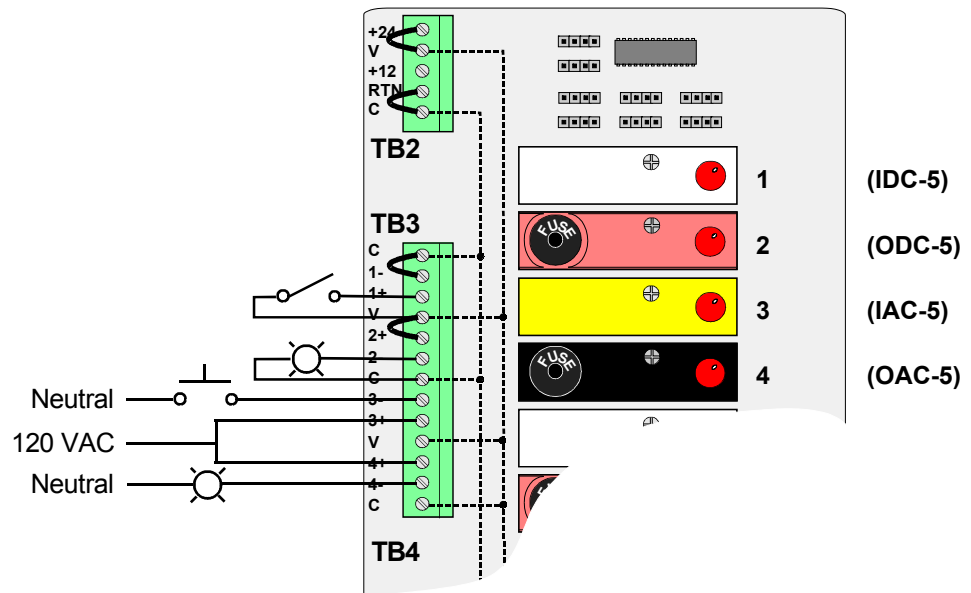 +24
V
+12
RTN
C
TB2
TB3
C
1-
1+
V
2+
2
C
3-
3+
V
4+
4-
C
TB4
Neutral
120 VAC
Neutral
FUSE
FUSE
1 (IDC-5)
2 (ODC-5)
3 (IAC-5)
4 (OAC-5)